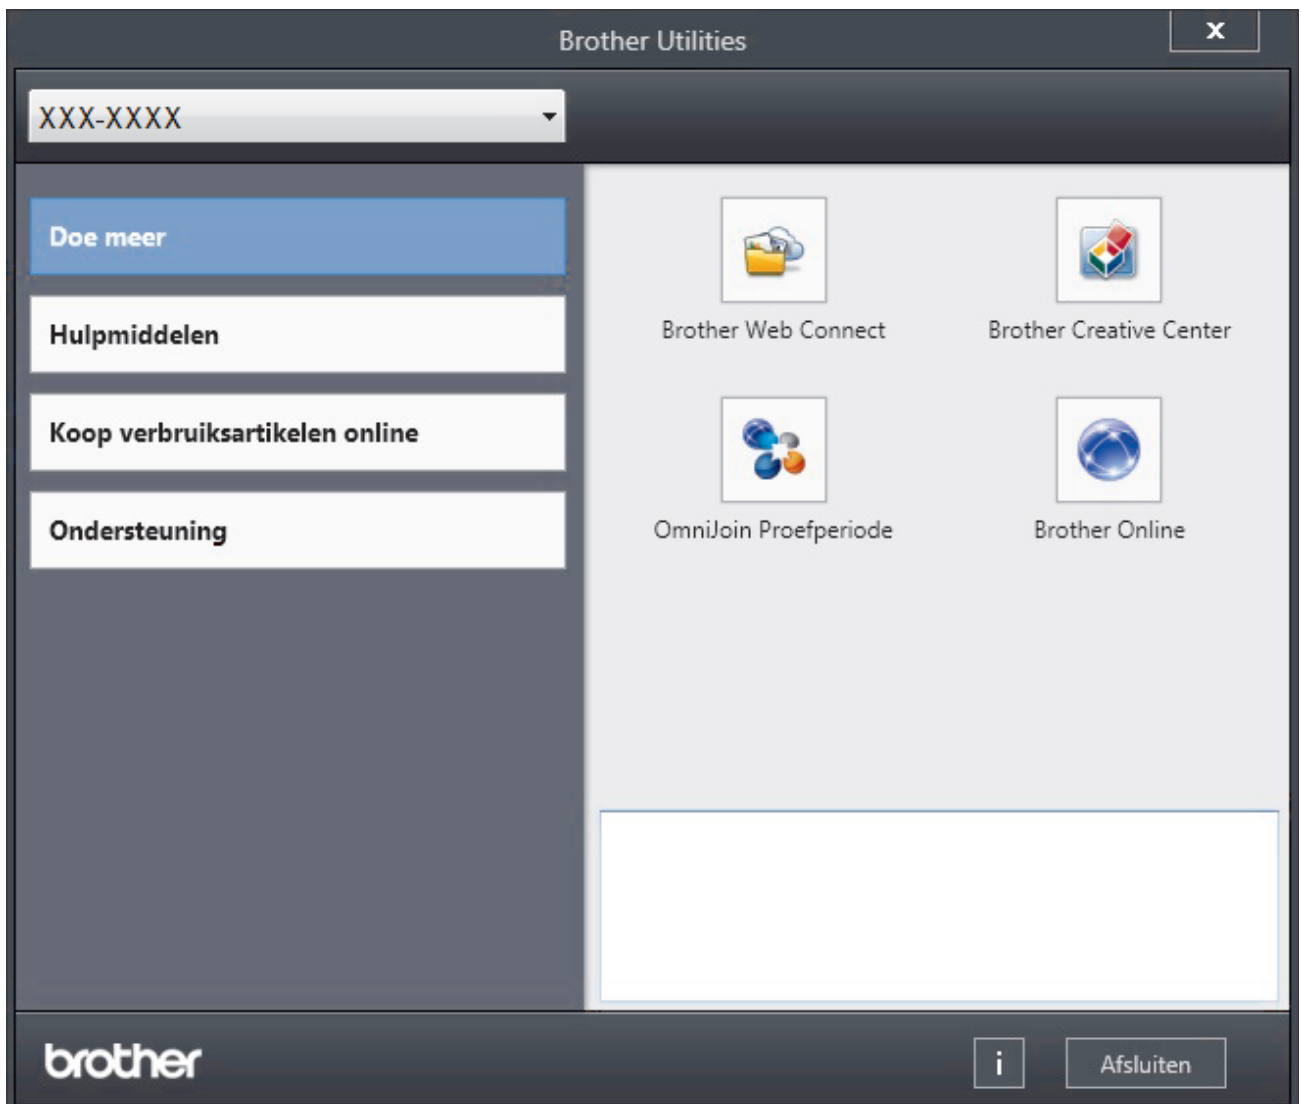 Brother Utilities
X
XXX-XXXX
Doe meer
Hulpmiddelen
Koop verbruiksartikelen online
Ondersteuning
Brother Web Connect
Brother Creative Center
OmniJoin Proefperiode
Brother Online
brother
i
Afsluiten